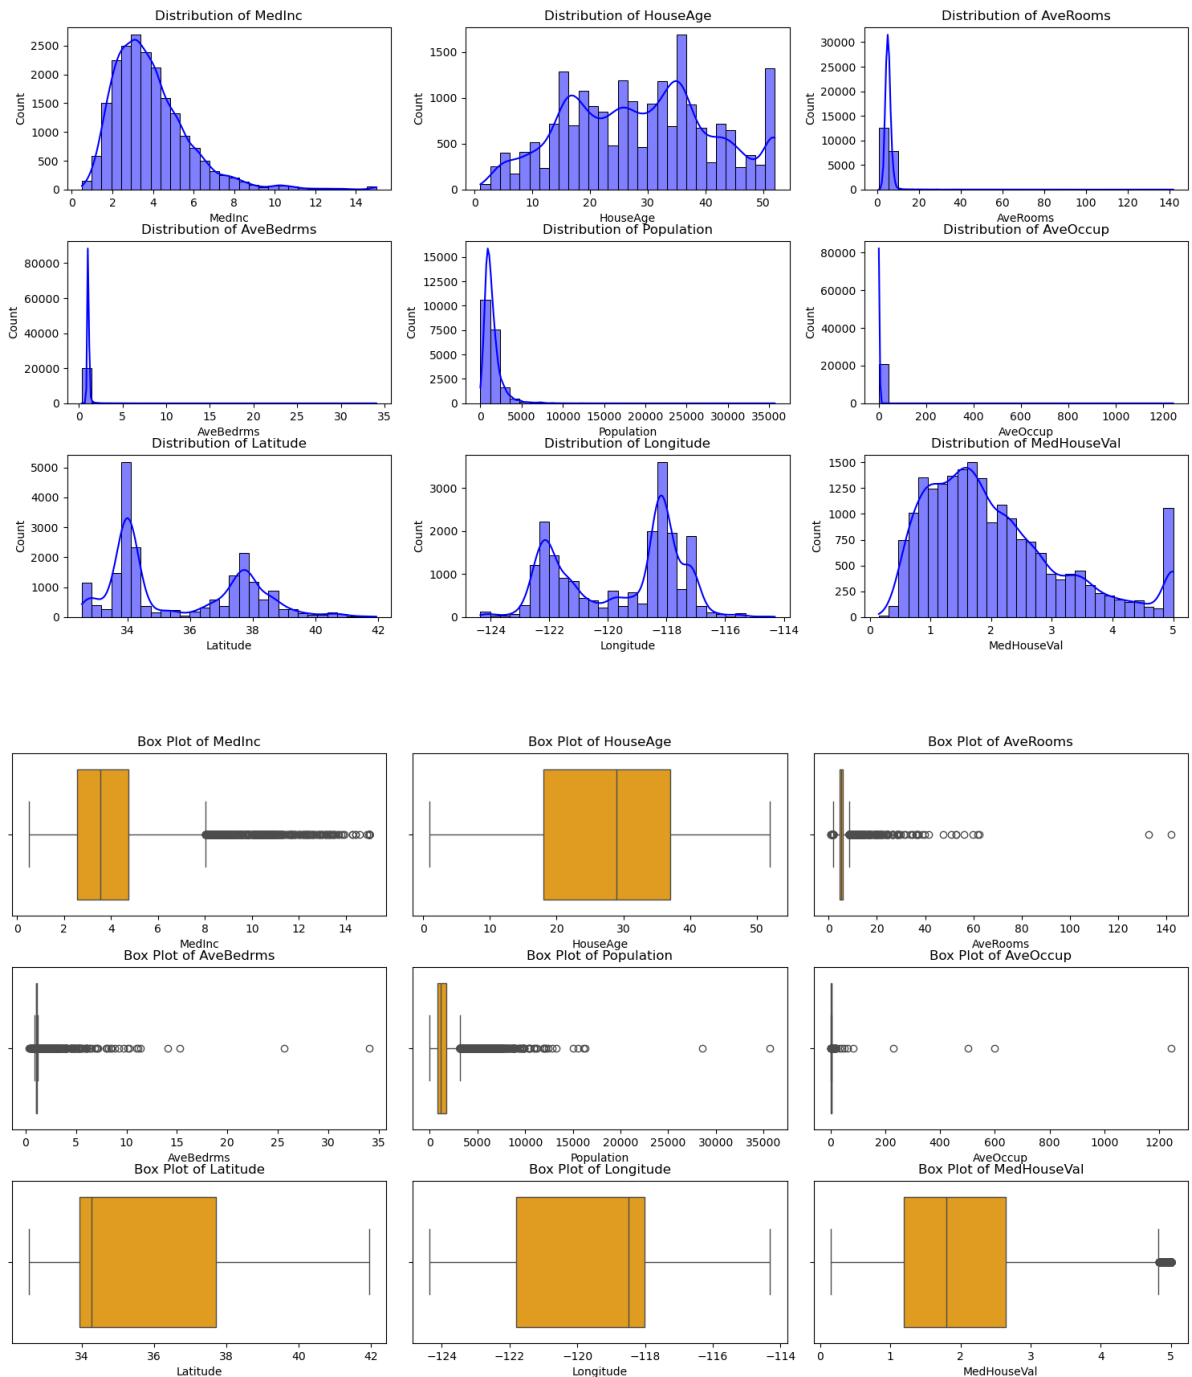 Distribution of MedInc
Distribution of HouseAge
Distribution of AveRooms
2500
2000
1500
1000
500
0
Count
0 2 4 6 8 10 12 14
MedInc
1500
1000
500
0
Count
0 10 20 30 40 50
HouseAge
30000
25000
20000
15000
10000
5000
0
Count
0 20 40 60 80 100 120 140
AveRooms
Distribution of AveBedrms
Distribution of Population
Distribution of AveOccup
80000
60000
40000
20000
0
Count
0 5 10 15 20 25 30 35
AveBedrms
15000
12500
10000
7500
5000
2500
0
Count
0 5000 10000 15000 20000 25000 30000 35000
Population
80000
60000
40000
20000
0
Count
0 200 400 600 800 1000 1200
AveOccup
Distribution of Latitude
Distribution of Longitude
Distribution of MedHouseVal
5000
4000
3000
2000
1000
0
Count
34 36 38 40 42
Latitude
3000
2000
1000
0
Count
−124 −122 −120 −118 −116 −114
Longitude
1500
1250
1000
750
500
250
0
Count
0 1 2 3 4 5
MedHouseVal
Box Plot of MedInc
Box Plot of HouseAge
Box Plot of AveRooms
0 2 4 6 8 10 12 14
MedInc
0 10 20 30 40 50
HouseAge
0 20 40 60 80 100 120 140
AveRooms
Box Plot of AveBedrms
Box Plot of Population
Box Plot of AveOccup
0 5 10 15 20 25 30 35
AveBedrms
0 5000 10000 15000 20000 25000 30000 35000
Population
0 200 400 600 800 1000 1200
AveOccup
Box Plot of Latitude
Box Plot of Longitude
Box Plot of MedHouseVal
34 36 38 40 42
Latitude
−124 −122 −120 −118 −116 −114
Longitude
0 1 2 3 4 5
MedHouseVal